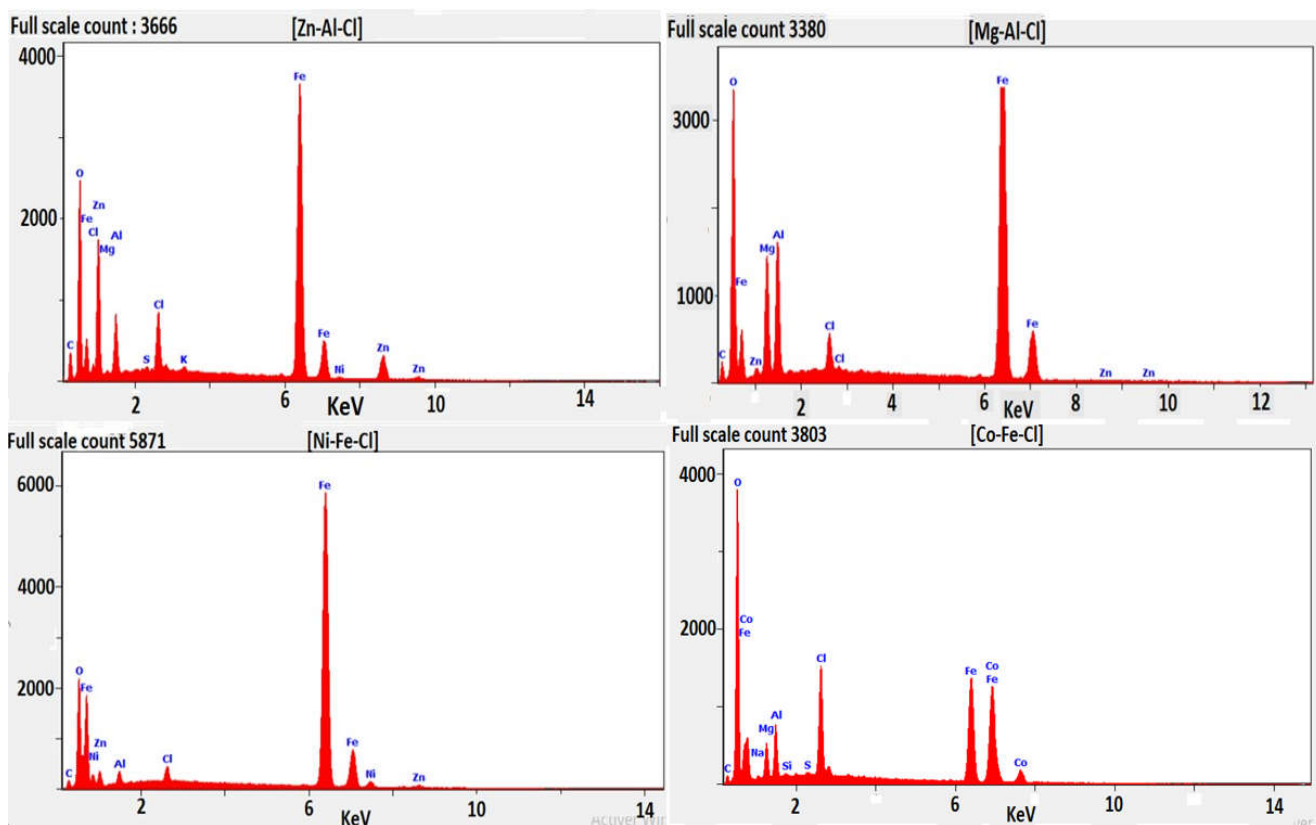 Full scale count : 3666
[Zn-Al-Cl]
4000
Fe
O
Zn
Fe
Cl
Al
Mg
2000
Cl
Fe
C
S
K
Zn
Ni
Zn
2
6
10
14
KeV
Full scale count 3380
[Mg-Al-Cl]
Fe
O
3000
Al
Mg
Fe
1000
Cl
Fe
C
Zn
Cl
Zn
Zn
2
4
6
8
10
12
KeV
Full scale count 5871
[Ni-Fe-Cl]
6000
Fe
4000
O
Fe
2000
Zn
Ni
Cl
Fe
C
Al
Ni
Zn
2
6
10
14
KeV
Full scale count 3803
[Co-Fe-Cl]
4000
O
Co
Fe
2000
Cl
Fe
Co
Fe
Al
Mg
Na
Si
S
C
Co
2
6
10
14
KeV